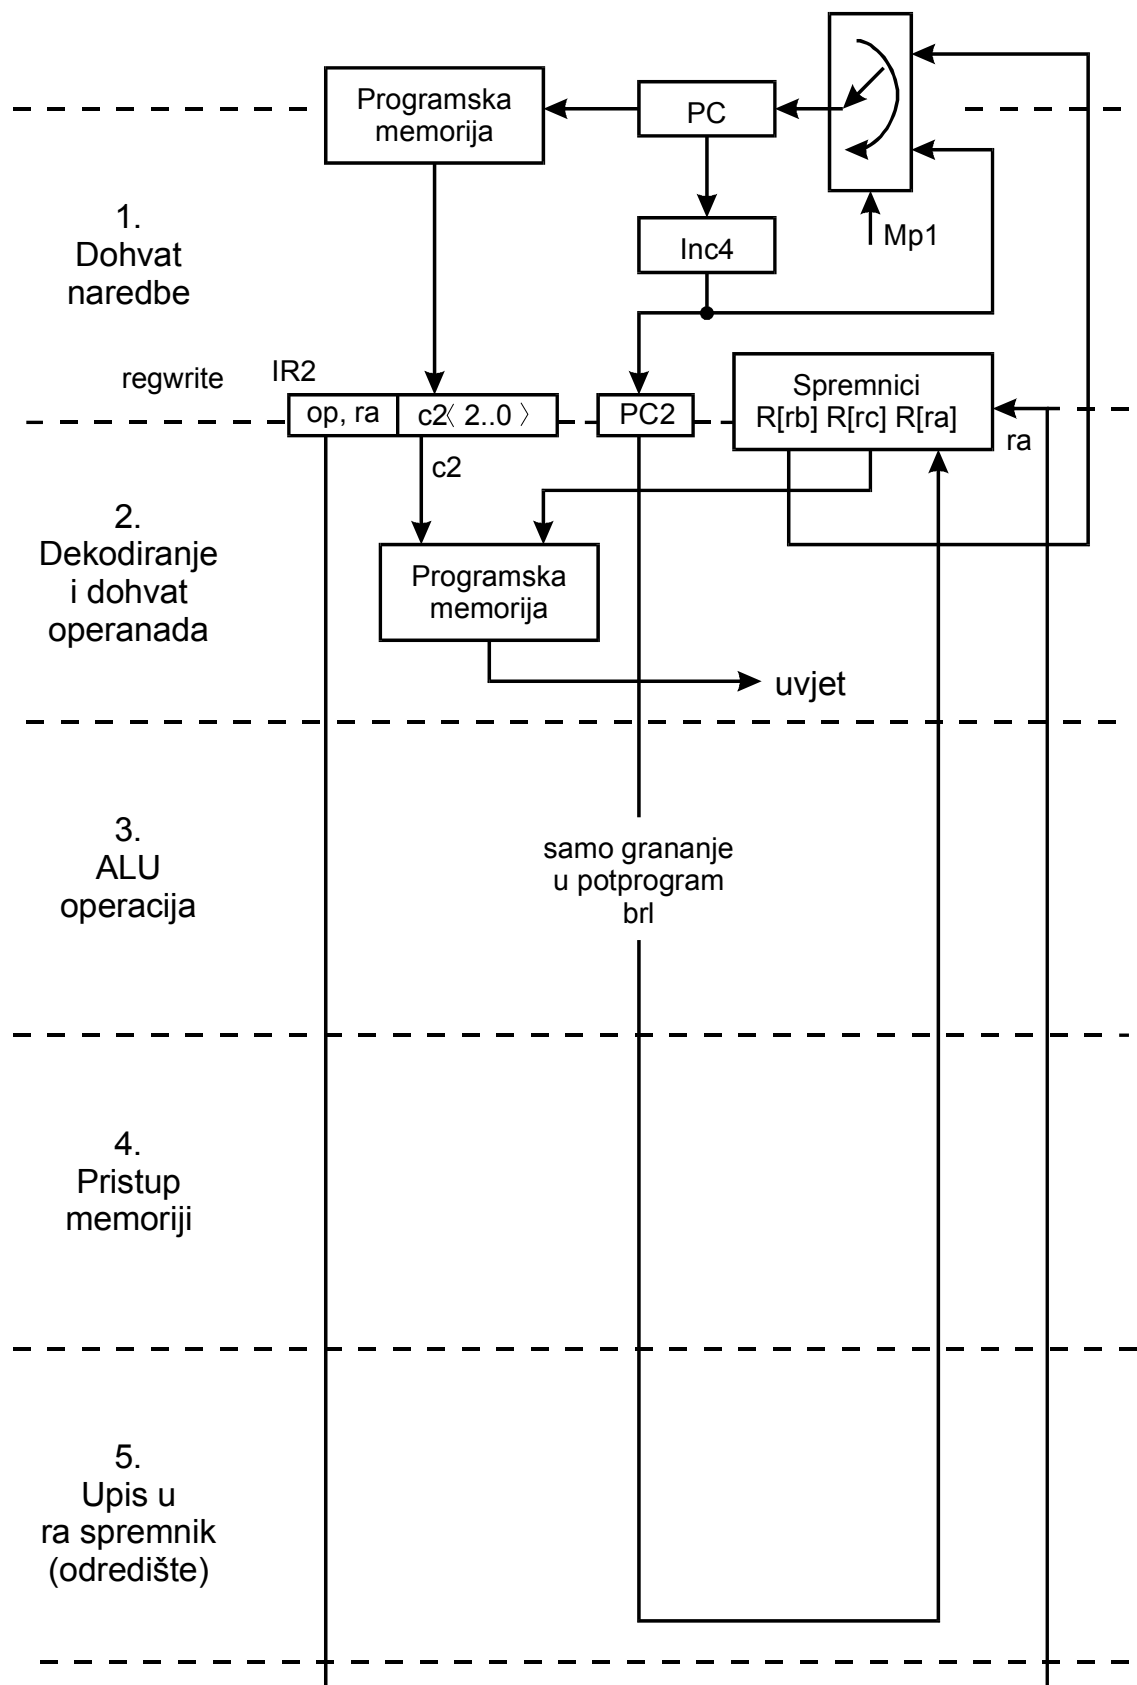 Programska
memorija
PC
Mp1
Inc4
1.
Dohvat
naredbe
regwrite
IR2
op, ra
c2〈 2..0 〉
PC2
Spremnici
R[rb] R[rc] R[ra]
ra
c2
2.
Dekodiranje
i dohvat
operanada
Programska
memorija
uvjet
3.
ALU
operacija
samo grananje
u potprogram
brl
4.
Pristup
memoriji
5.
Upis u
ra spremnik
(odredište)